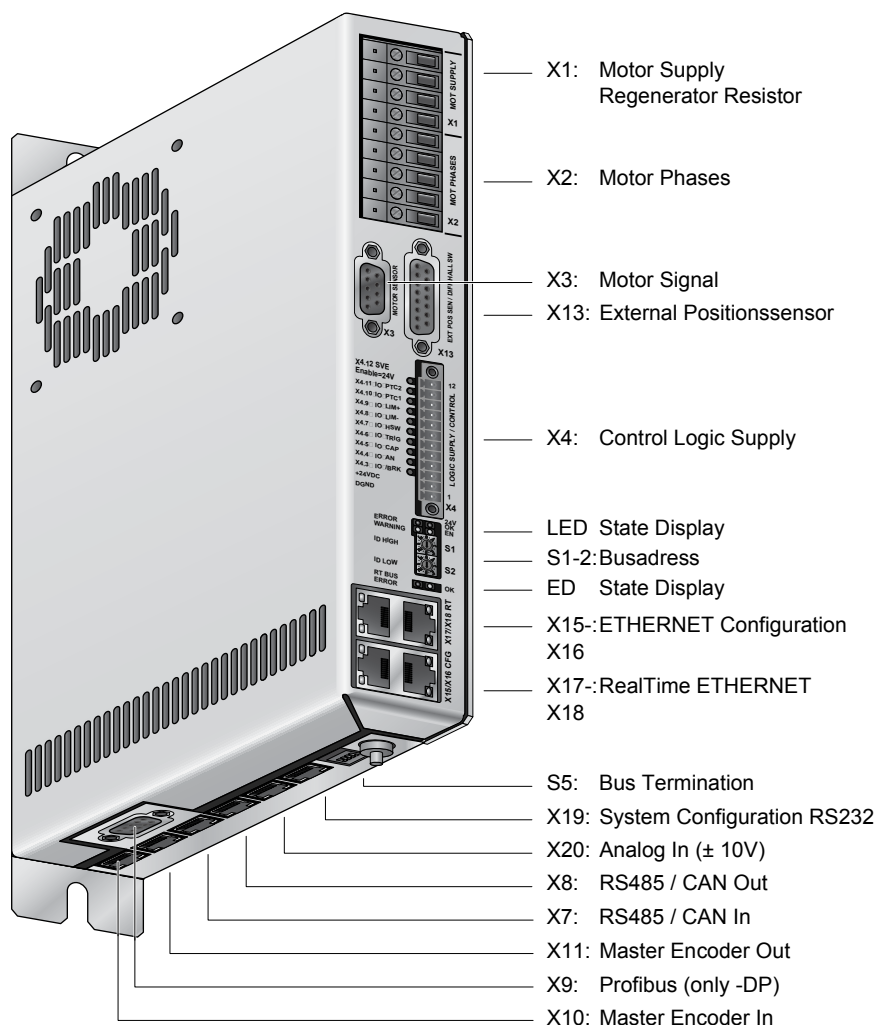 MOT SUPPLY
X1
MOT PHASES
X2
MOTOR SENSOR
X3
EXT POS SEN / DIFF HALL SW
X13
X4.12 SVE
Enable=24V
X4.11 IO PTC2
X4.10 IO PTC1
X4.9 IO LIM+
X4.8 IO LIM-
X4.7 IO HSW
X4.6 IO TRIG
X4.5 IO CAP
X4.4 IO AN
X4.3 IO /BRK
+24VDC
DGND
12
LOGIC SUPPLY / CONTROL
1
X4
ERROR
WARNING
24V
OK
EN
ID HIGH
S1
ID LOW
S2
RT BUS
ERROR
OK
X17/X18 RT
X15/X16 CFG
X1: Motor Supply
Regenerator Resistor
X2: Motor Phases
X3: Motor Signal
X13: External Positionssensor
X4: Control Logic Supply
LED State Display
S1-2:Busadress
ED State Display
X15-:ETHERNET Configuration
X16
X17-:RealTime ETHERNET
X18
S5: Bus Termination
X19: System Configuration RS232
X20: Analog In (± 10V)
X8: RS485 / CAN Out
X7: RS485 / CAN In
X11: Master Encoder Out
X9: Profibus (only -DP)
X10: Master Encoder In